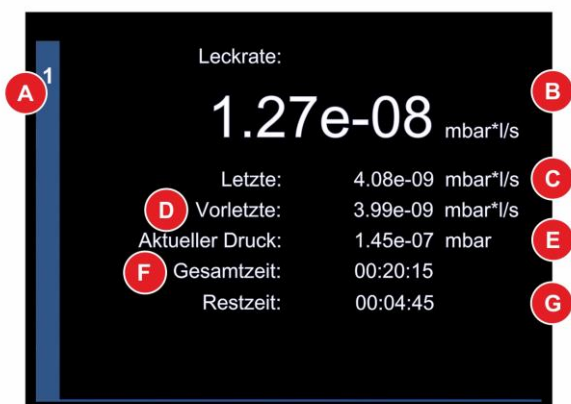 Leckrate:
1
A
1.27e-08 mbar*l/s
B
Letzte: 4.08e-09 mbar*l/s C
D Vorletzte: 3.99e-09 mbar*l/s
Aktueller Druck: 1.45e-07 mbar E
F Gesamtzeit: 00:20:15
Restzeit: 00:04:45 G